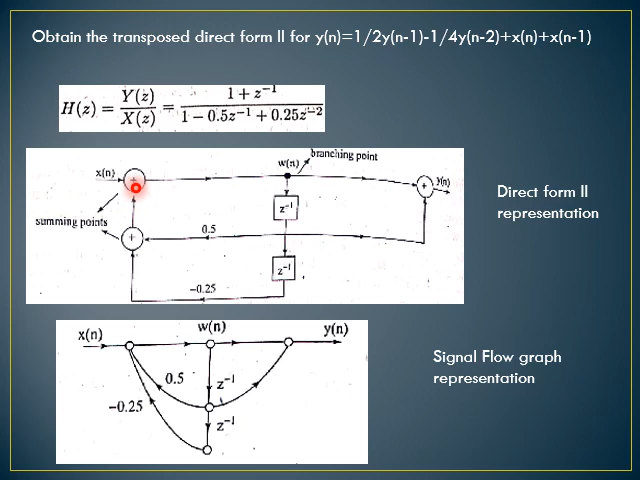 Obtain the transposed direct form II for y(n)=1/2y(n-1)-1/4y(n-2)+x(n)+x(n-1)
H(z) = Y(z) / X(z) = 1 + z⁻¹ / 1 − 0.5z⁻¹ + 0.25z⁻²
branching point
w(n)
x(n)
+
+
y(n)
Direct form II
representation
z⁻¹
summing points
+
0.5
z⁻¹
−0.25
x(n)
w(n)
y(n)
Signal Flow graph
representation
0.5
z⁻¹
−0.25
z⁻¹